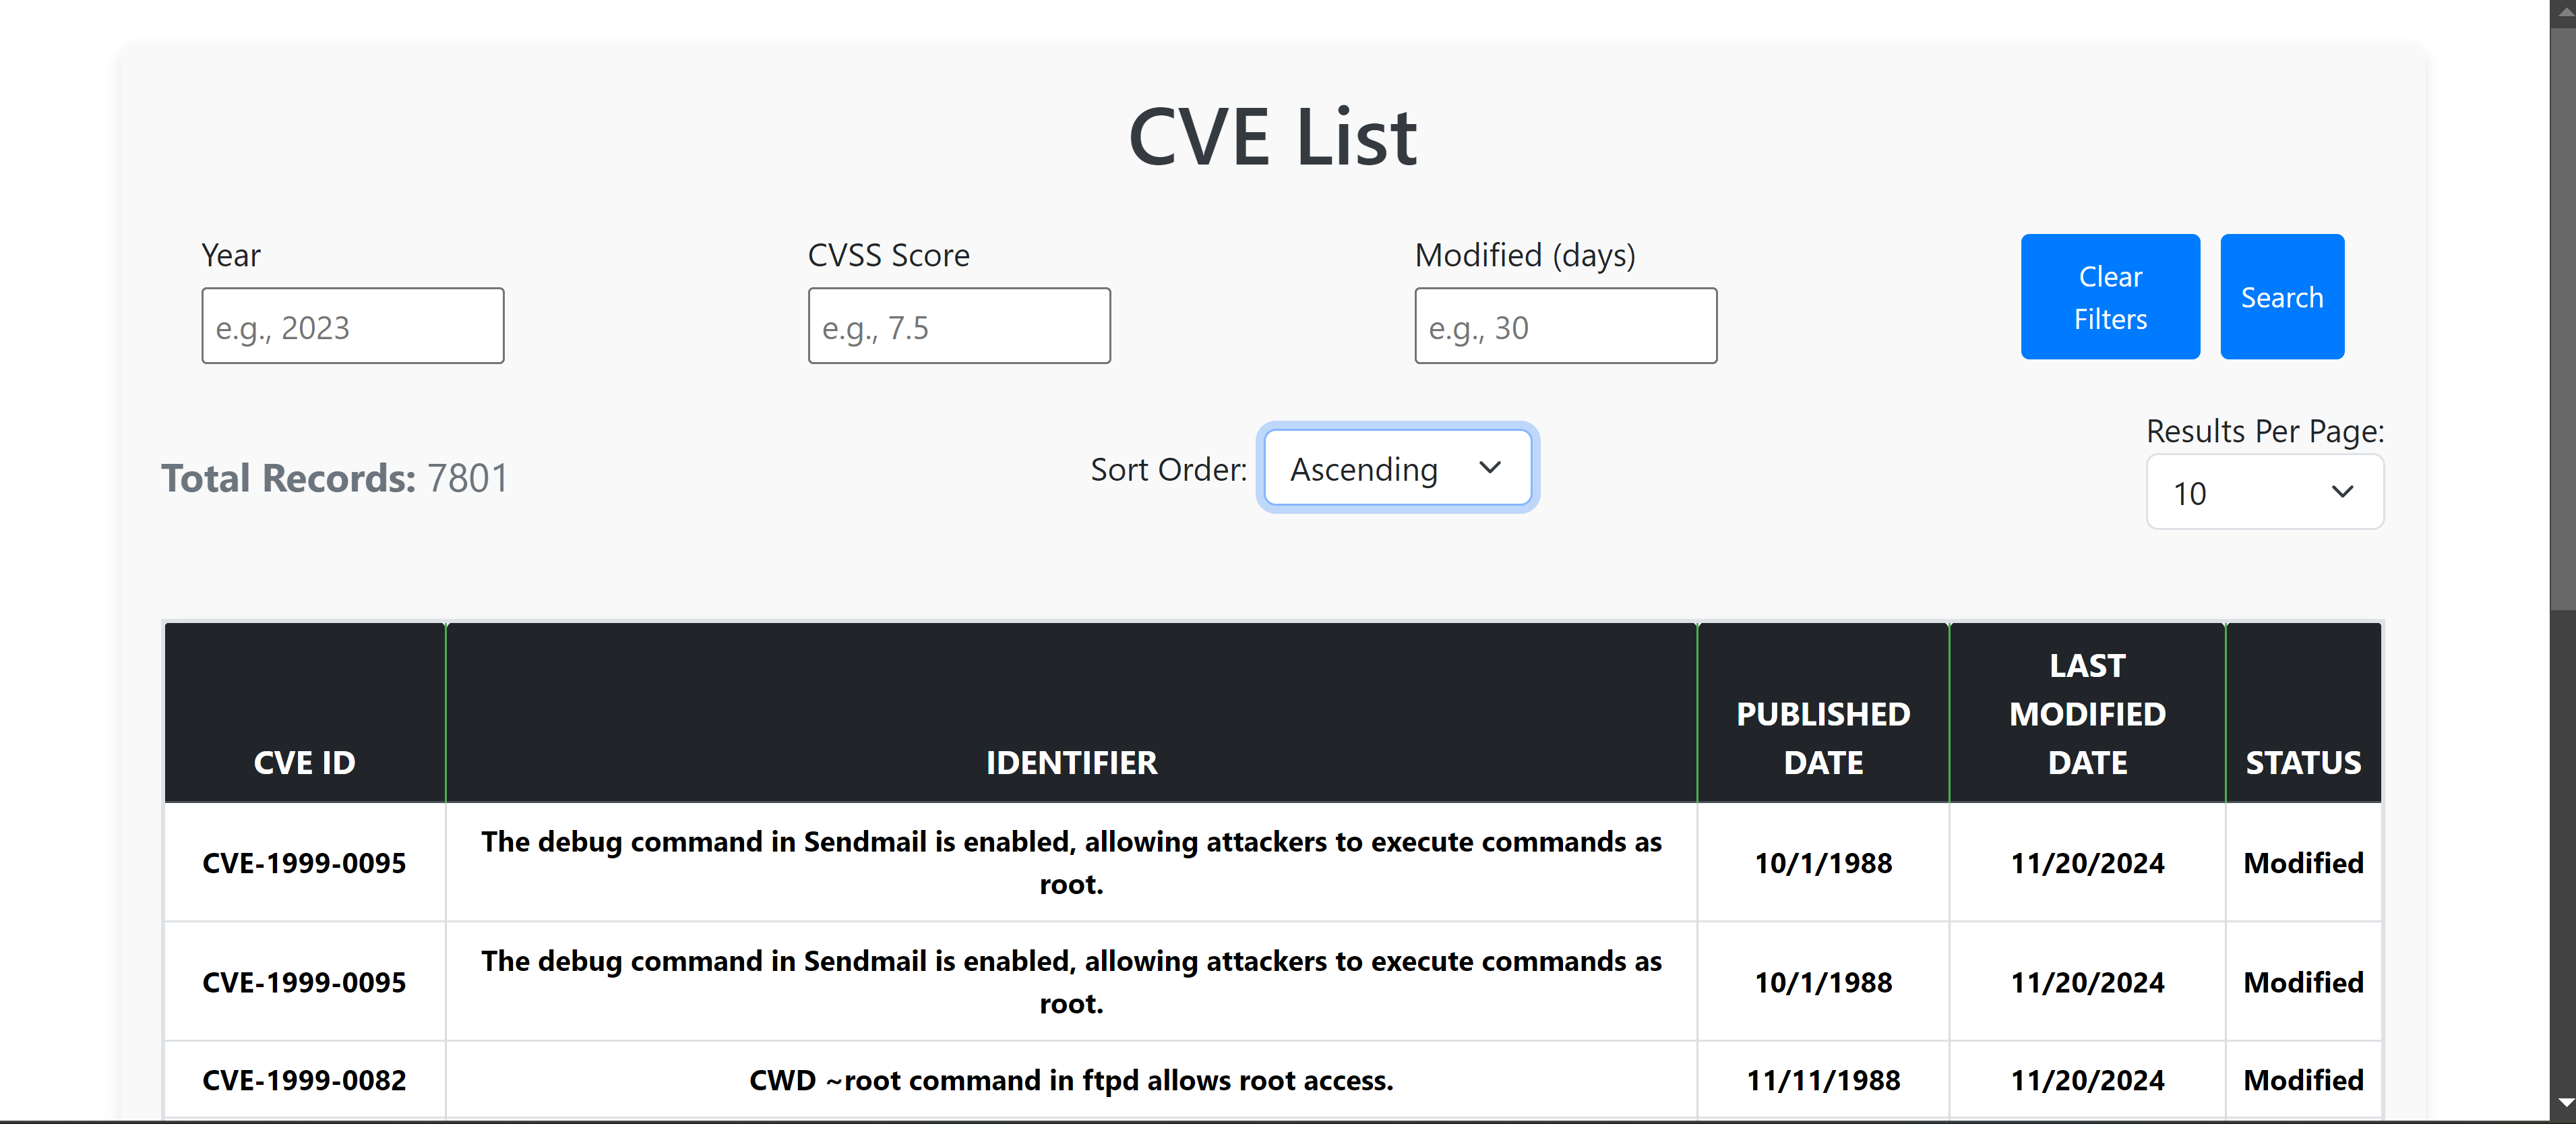 CVE List
Year
CVSS Score
Modified (days)
e.g., 2023
e.g., 7.5
e.g., 30
Clear
Filters
Search
Total Records: 7801
Sort Order:
Ascending
Results Per Page:
10
CVE ID
IDENTIFIER
PUBLISHED
DATE
LAST
MODIFIED
DATE
STATUS
CVE-1999-0095
The debug command in Sendmail is enabled, allowing attackers to execute commands as
root.
10/1/1988
11/20/2024
Modified
CVE-1999-0095
The debug command in Sendmail is enabled, allowing attackers to execute commands as
root.
10/1/1988
11/20/2024
Modified
CVE-1999-0082
CWD ~root command in ftpd allows root access.
11/11/1988
11/20/2024
Modified